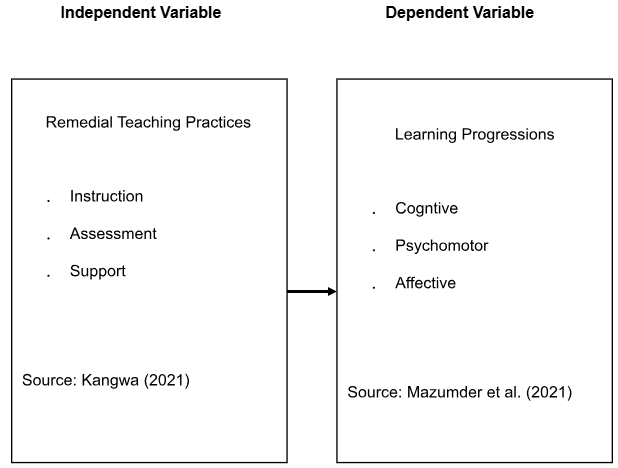 Independent Variable
Dependent Variable
Remedial Teaching Practices
. Instruction
. Assessment
. Support
Source: Kangwa (2021)
Learning Progressions
. Cogntive
. Psychomotor
. Affective
Source: Mazumder et al. (2021)